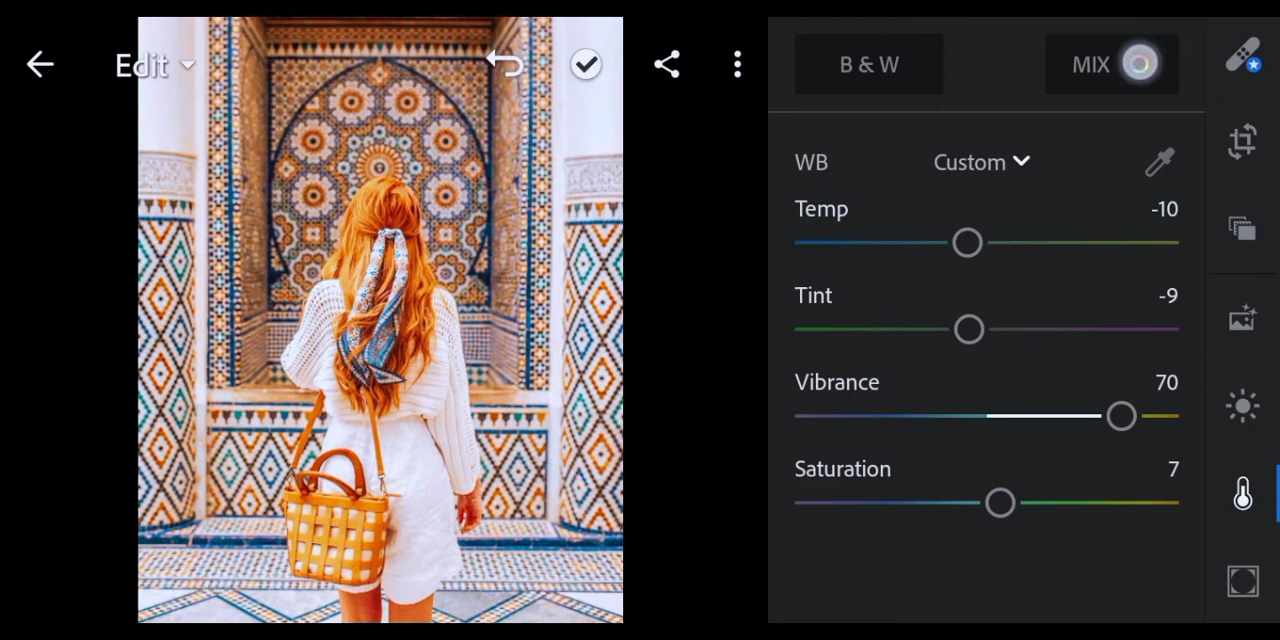 Edit
B & W
MIX
WB Custom
Temp -10
Tint -9
Vibrance 70
Saturation 7